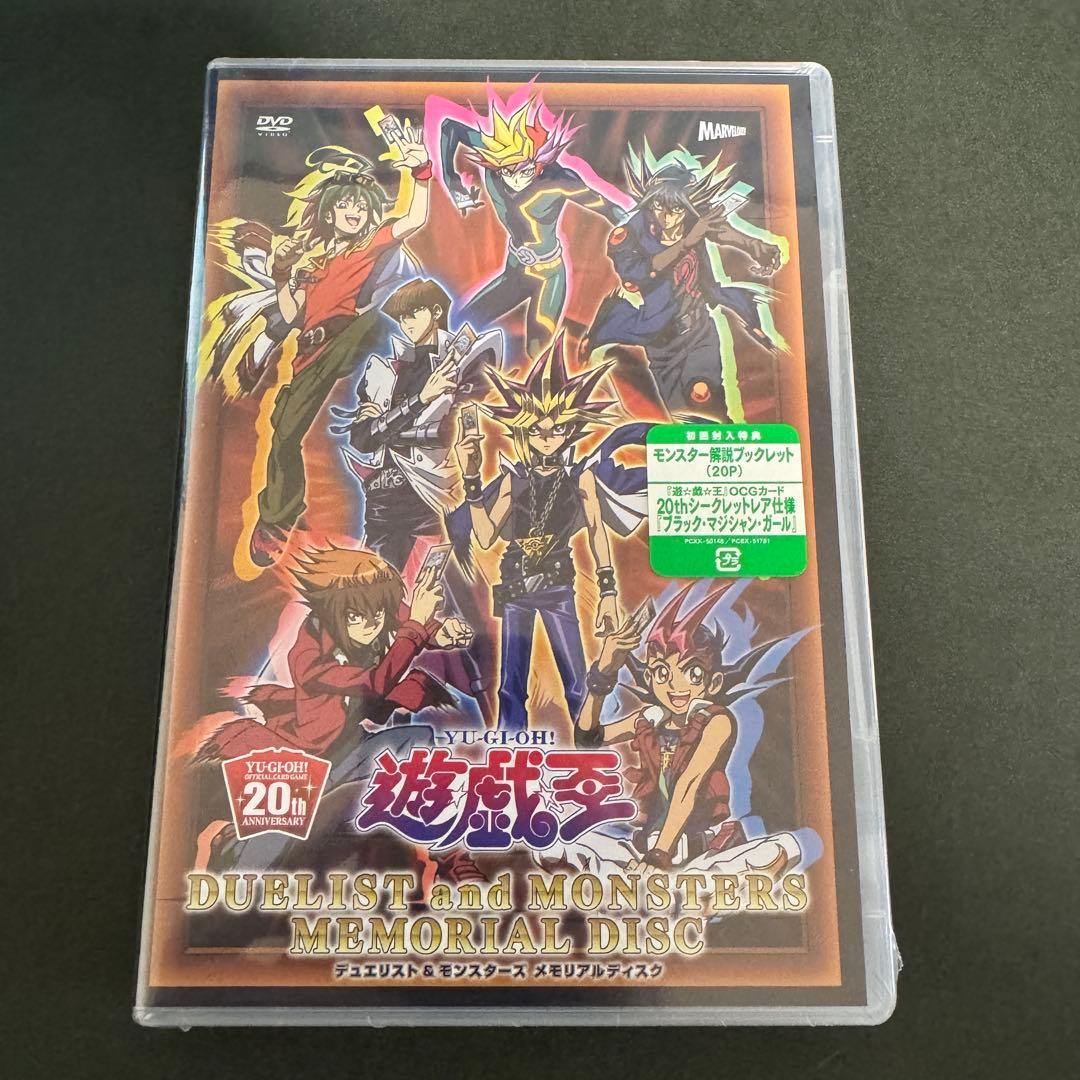 DVD
VIDEO
MARVELOUS!
初回封入特典
モンスター解説ブックレット
(20P)
『遊☆戯☆王』OCGカード
20thシークレットレア仕様
『ブラック・マジシャン・ガール』
PCXX-50148/PCBX-51781
プラ
YU-GI-OH!
遊戯王
YU-GI-OH!
OFFICIAL CARD GAME
20th
ANNIVERSARY
DUELIST and MONSTERS
MEMORIAL DISC
デュエリスト&モンスターズ メモリアルディスク